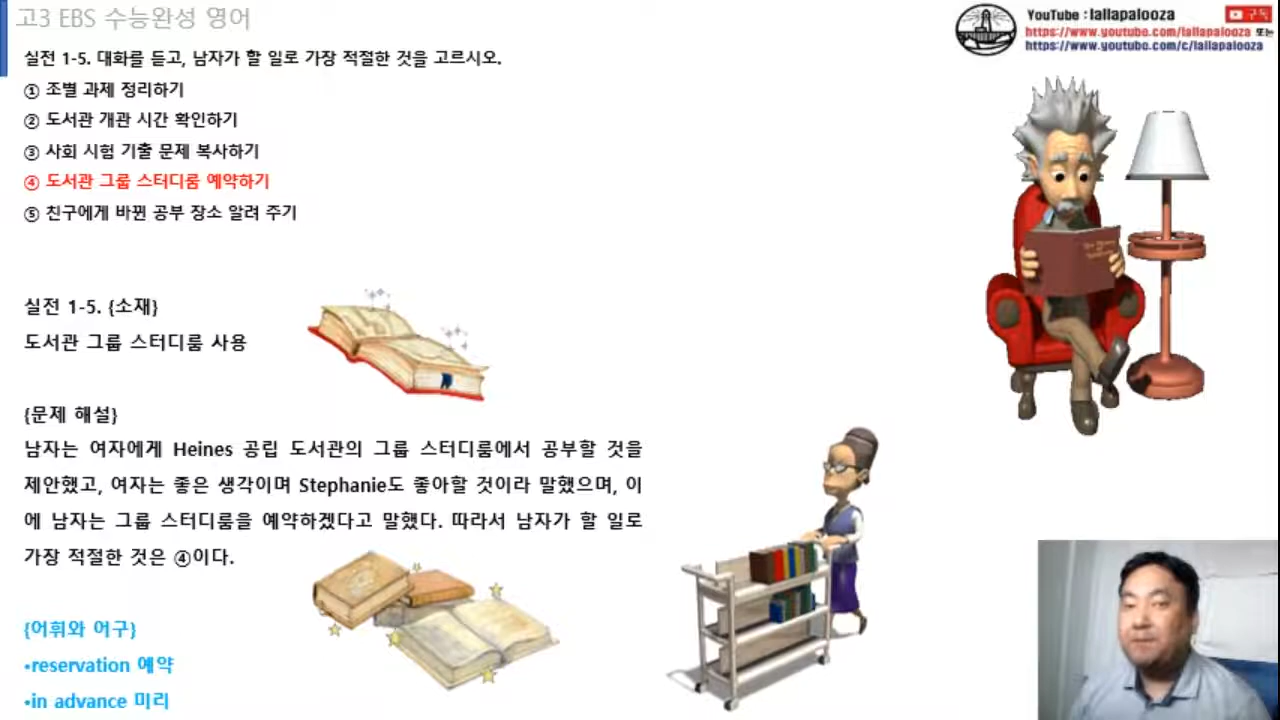 고3 EBS 수능완성 영어
YouTube : lallapalooza
구독
https://www.youtube.com/lallapalooza 또는
https://www.youtube.com/c/lallapalooza
실전 1-5. 대화를 듣고, 남자가 할 일로 가장 적절한 것을 고르시오.
① 조별 과제 정리하기
② 도서관 개관 시간 확인하기
③ 사회 시험 기출 문제 복사하기
④ 도서관 그룹 스터디룸 예약하기
⑤ 친구에게 바뀐 공부 장소 알려 주기
실전 1-5. {소재}
도서관 그룹 스터디룸 사용
{문제 해설}
남자는 여자에게 Heines 공립 도서관의 그룹 스터디룸에서 공부할 것을
제안했고, 여자는 좋은 생각이며 Stephanie도 좋아할 것이라 말했으며, 이
에 남자는 그룹 스터디룸을 예약하겠다고 말했다. 따라서 남자가 할 일로
가장 적절한 것은 ④이다.
{어휘와 어구}
•reservation 예약
•in advance 미리